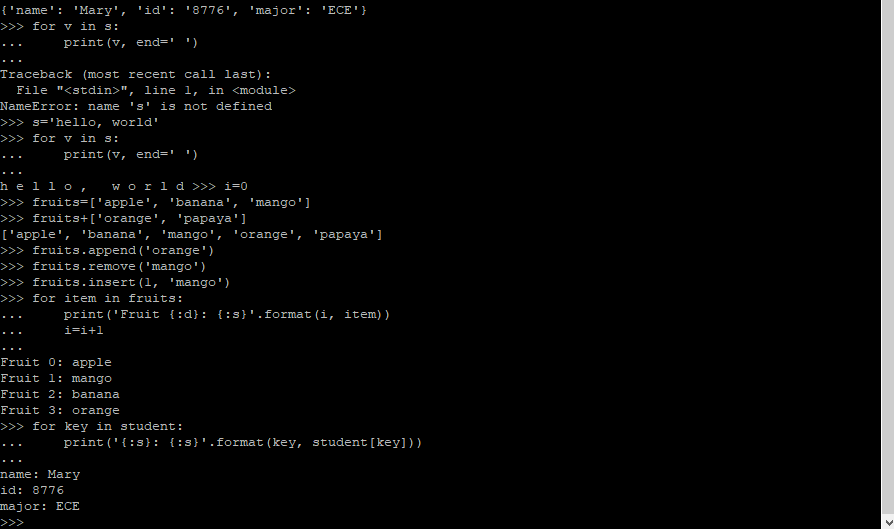 {'name': 'Mary', 'id': '8776', 'major': 'ECE'}
>>> for v in s:
...     print(v, end=' ')
...
Traceback (most recent call last):
  File "<stdin>", line 1, in <module>
NameError: name 's' is not defined
>>> s='hello, world'
>>> for v in s:
...     print(v, end=' ')
...
h e l l o ,   w o r l d >>> i=0
>>> fruits=['apple', 'banana', 'mango']
>>> fruits+['orange', 'papaya']
['apple', 'banana', 'mango', 'orange', 'papaya']
>>> fruits.append('orange')
>>> fruits.remove('mango')
>>> fruits.insert(1, 'mango')
>>> for item in fruits:
...     print('Fruit {:d}: {:s}'.format(i, item))
...     i=i+1
...
Fruit 0: apple
Fruit 1: mango
Fruit 2: banana
Fruit 3: orange
>>> for key in student:
...     print('{:s}: {:s}'.format(key, student[key]))
...
name: Mary
id: 8776
major: ECE
>>>